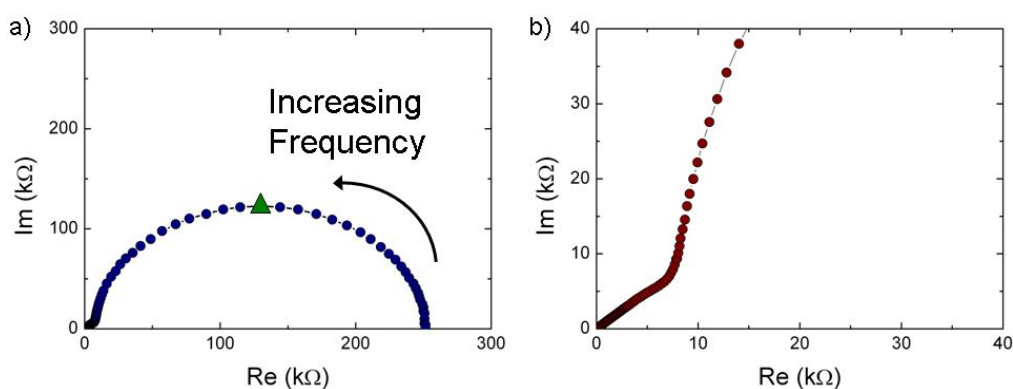 a)
300
200
100
0
Im (kΩ)
Increasing
Frequency
0 100 200 300
Re (kΩ)
b)
40
30
20
10
0
Im (kΩ)
0 10 20 30 40
Re (kΩ)